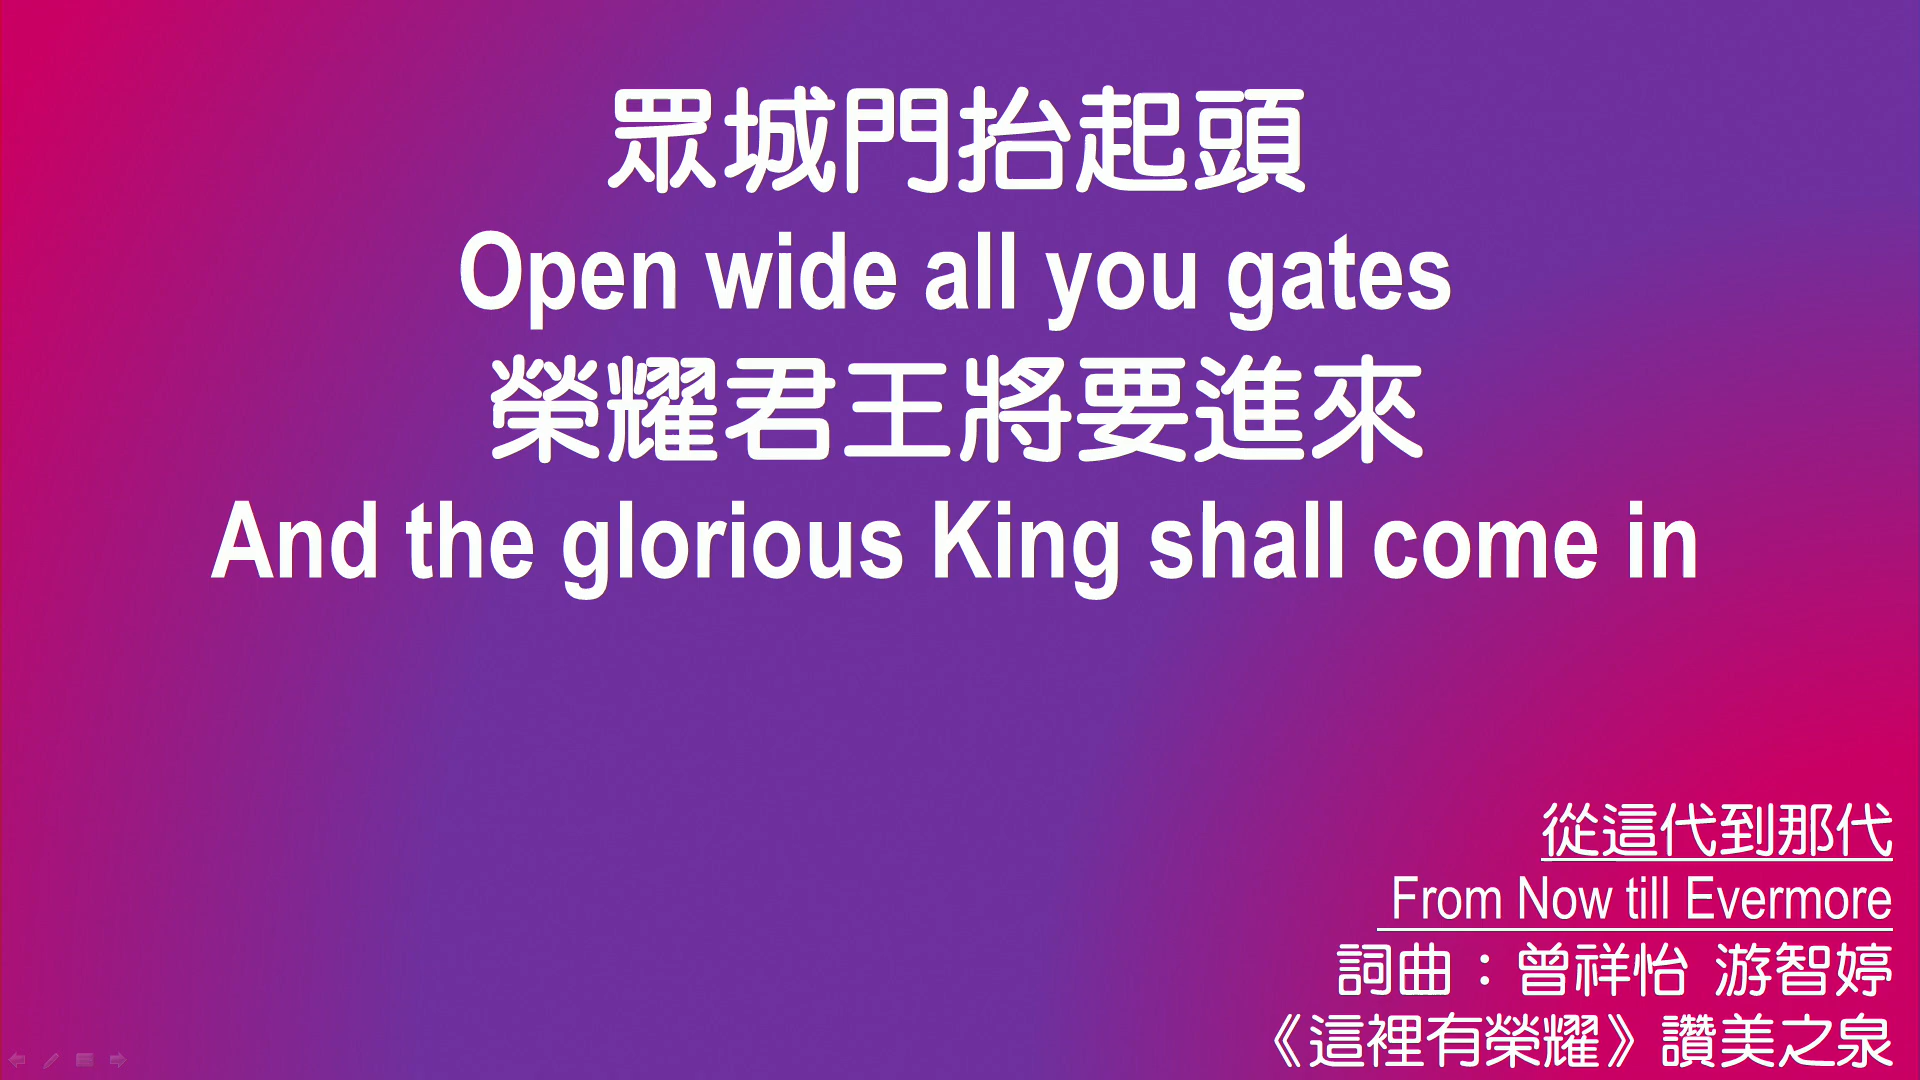 眾城門抬起頭
Open wide all you gates
榮耀君王將要進來
And the glorious King shall come in
從這代到那代
From Now till Evermore
詞曲：曾祥怡 游智婷
《這裡有榮耀》讚美之泉